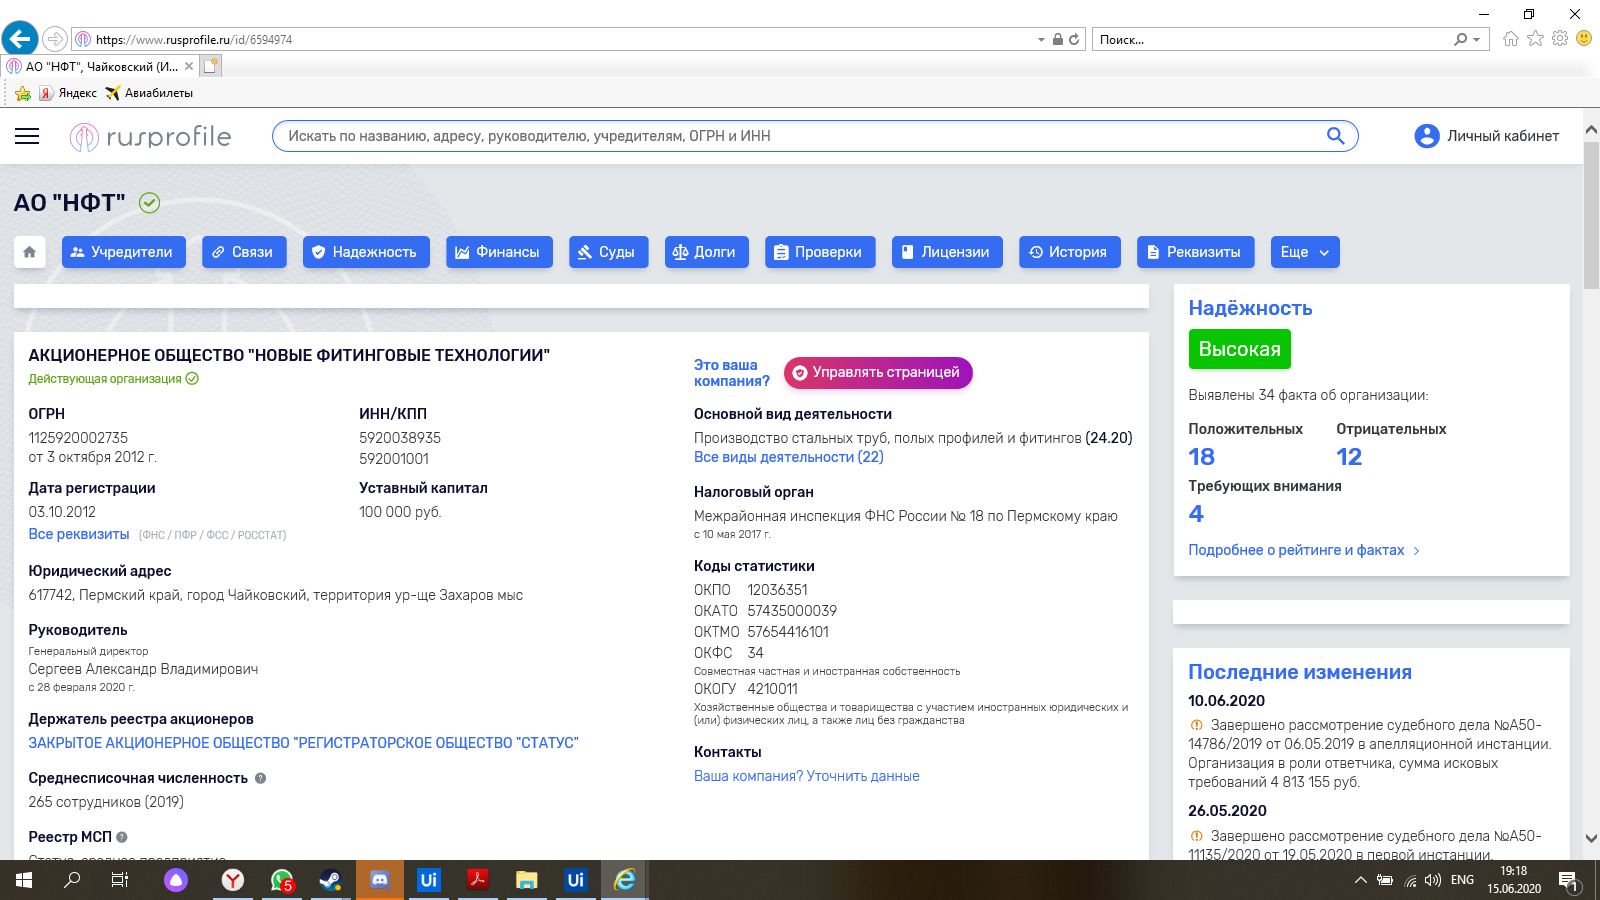 https://www.rusprofile.ru/id/6594974
Поиск...
АО "НФТ", Чайковский (И...
Яндекс
Авиабилеты
rusprofile
Искать по названию, адресу, руководителю, учредителям, ОГРН и ИНН
Личный кабинет
АО "НФТ"
Учредители
Связи
Надежность
Финансы
Суды
Долги
Проверки
Лицензии
История
Реквизиты
Еще
АКЦИОНЕРНОЕ ОБЩЕСТВО "НОВЫЕ ФИТИНГОВЫЕ ТЕХНОЛОГИИ"
Действующая организация
ОГРН
1125920002735
от 3 октября 2012 г.
ИНН/КПП
5920038935
592001001
Дата регистрации
03.10.2012
Уставный капитал
100 000 руб.
Все реквизиты (ФНС / ПФР / ФСС / РОССТАТ)
Юридический адрес
617742, Пермский край, город Чайковский, территория ур-ще Захаров мыс
Руководитель
Генеральный директор
Сергеев Александр Владимирович
с 28 февраля 2020 г.
Держатель реестра акционеров
ЗАКРЫТОЕ АКЦИОНЕРНОЕ ОБЩЕСТВО "РЕГИСТРАТОРСКОЕ ОБЩЕСТВО "СТАТУС"
Среднесписочная численность
265 сотрудников (2019)
Реестр МСП
Статус: среднее предприятие
Это ваша
компания?
Управлять страницей
Основной вид деятельности
Производство стальных труб, полых профилей и фитингов (24.20)
Все виды деятельности (22)
Налоговый орган
Межрайонная инспекция ФНС России № 18 по Пермскому краю
с 10 мая 2017 г.
Коды статистики
ОКПО 12036351
ОКАТО 57435000039
ОКТМО 57654416101
ОКФС 34
Совместная частная и иностранная собственность
ОКОГУ 4210011
Хозяйственные общества и товарищества с участием иностранных юридических и
(или) физических лиц, а также лиц без гражданства
Контакты
Ваша компания? Уточнить данные
Надёжность
Высокая
Выявлены 34 факта об организации:
Положительных
18
Отрицательных
12
Требующих внимания
4
Подробнее о рейтинге и фактах
Последние изменения
10.06.2020
Завершено рассмотрение судебного дела №А50-
14786/2019 от 06.05.2019 в апелляционной инстанции.
Организация в роли ответчика, сумма исковых
требований 4 813 155 руб.
26.05.2020
Завершено рассмотрение судебного дела №А50-
11135/2020 от 19.05.2020 в первой инстанции.
5
Ui
Ui
ENG
19:18
15.06.2020
1